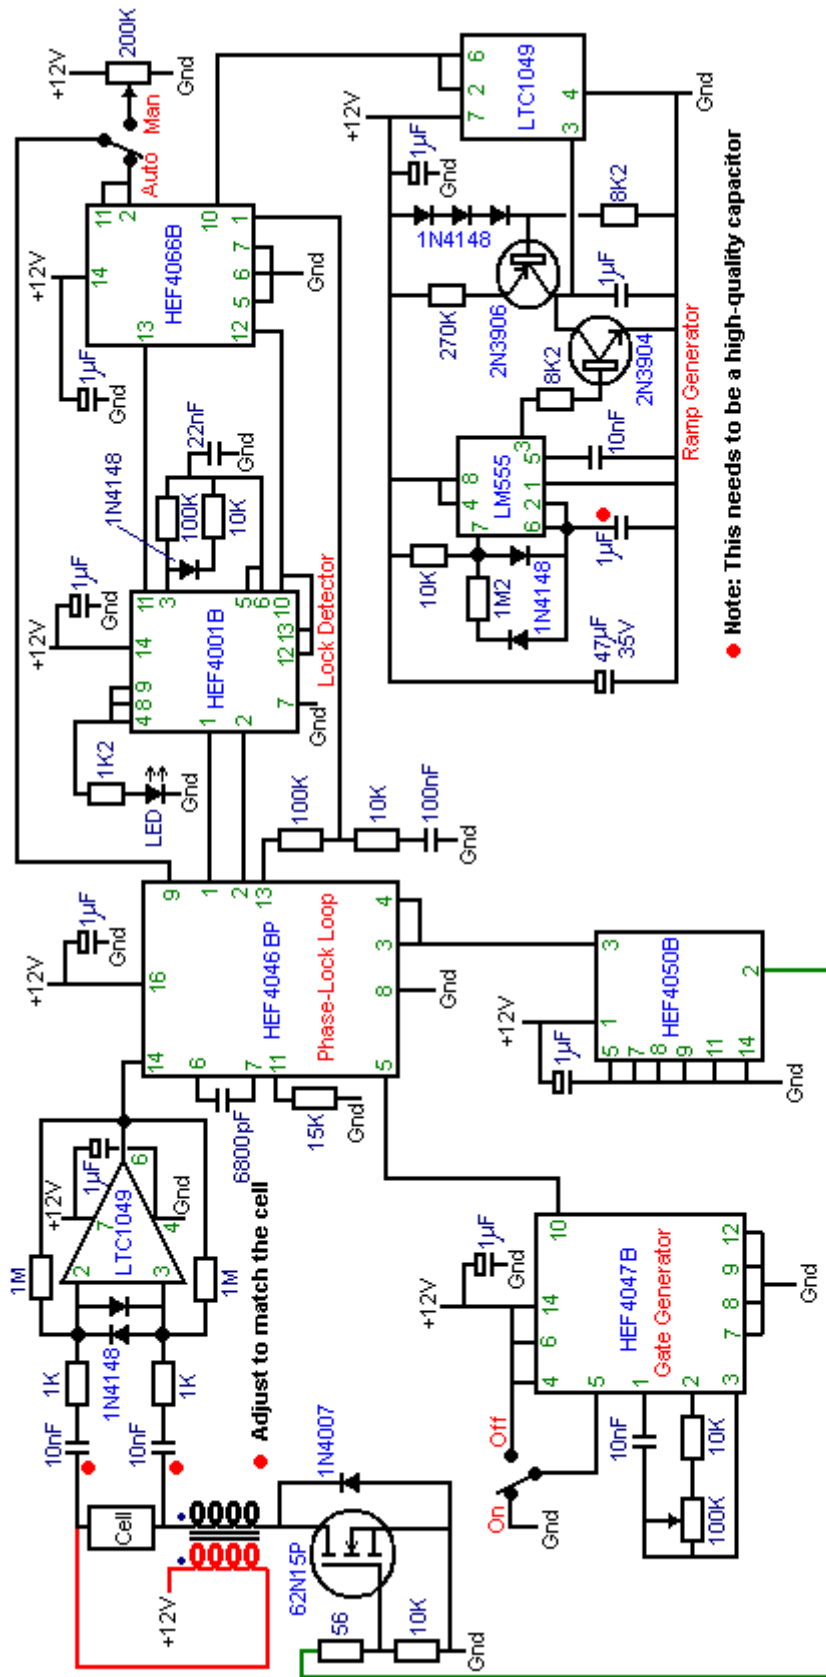 +12V
Gnd
200K
Man
Auto
11
2
14
+12V
1µF
Gnd
HEF4066B
13
10
1
7
6
5
12
Gnd
1N4148
100K
10K
22nF
Gnd
+12V
1µF
Gnd
14
HEF4001B
11
3
5
6
10
12
13
Lock Detector
4
8
9
1
2
7
Gnd
1K2
LED
Gnd
+12V
1µF
Gnd
16
HEF4046 BP
Phase-Lock Loop
9
1
2
13
100K
10K
100nF
Gnd
14
6
7
11
5
3
4
8
Gnd
6800pF
15K
Gnd
+12V
7
1µF
6
4
Gnd
LTC1049
2
3
1M
1M
1K
1K
1N4148
10nF
10nF
Adjust to match the cell
Cell
+12V
1N4007
62N15P
56
10K
Gnd
+12V
1µF
Gnd
10
14
6
4
5
1
2
3
HEF4047B
Gate Generator
12
9
8
7
Gnd
Off
On
Gnd
10nF
10K
100K
+12V
1µF
1
5
7
8
9
11
14
HEF4050B
3
2
Gnd
+12V
7
2
6
LTC1049
3
4
Gnd
1µF
Gnd
1N4148
8K2
270K
2N3906
1µF
2N3904
8K2
LM555
8
4
7
3
5
1
2
6
10nF
1µF
10K
1M2
1N4148
47µF
35V
Ramp Generator
Note: This needs to be a high-quality capacitor